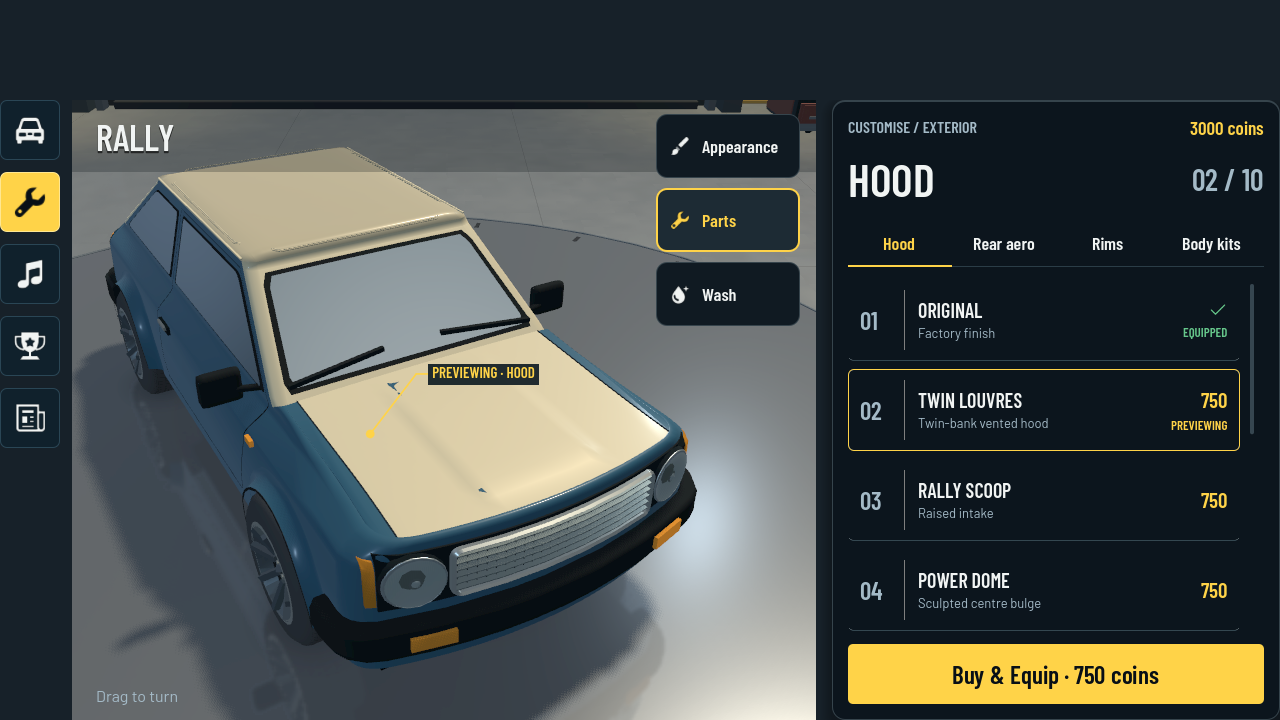 RALLY
Appearance
Parts
Wash
PREVIEWING · HOOD
Drag to turn
CUSTOMISE / EXTERIOR
3000 coins
HOOD
02 / 10
Hood
Rear aero
Rims
Body kits
01
ORIGINAL
Factory finish
EQUIPPED
02
TWIN LOUVRES
Twin-bank vented hood
750
PREVIEWING
03
RALLY SCOOP
Raised intake
750
04
POWER DOME
Sculpted centre bulge
750
Buy & Equip · 750 coins